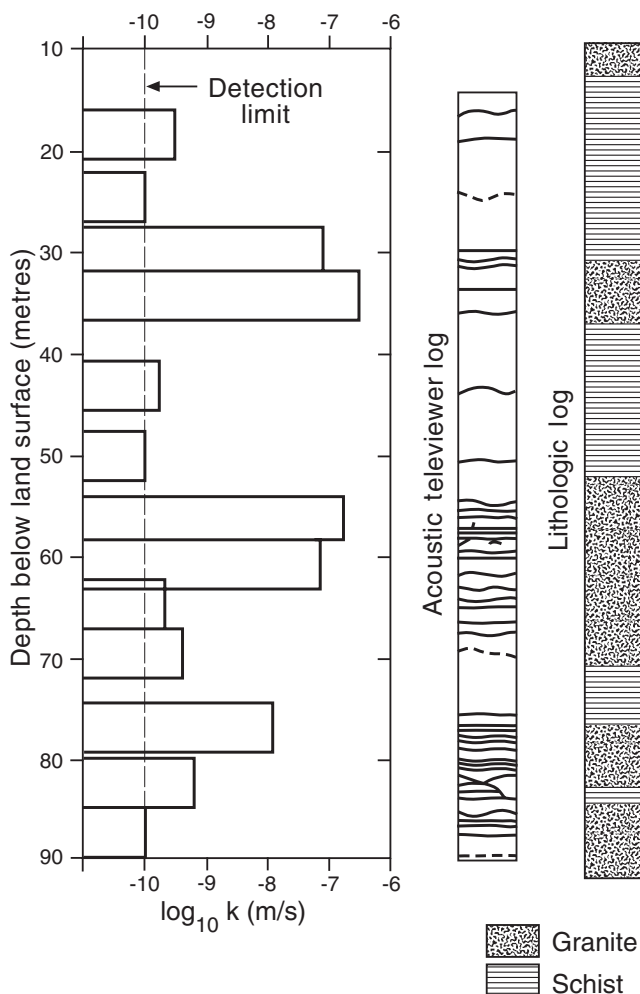 -10 -9 -8 -7 -6
10
20
30
40
50
60
70
80
90
Detection
limit
Depth below land surface (metres)
Acoustic televiewer log
Lithologic log
-10 -9 -8 -7 -6
log10 k (m/s)
Granite
Schist